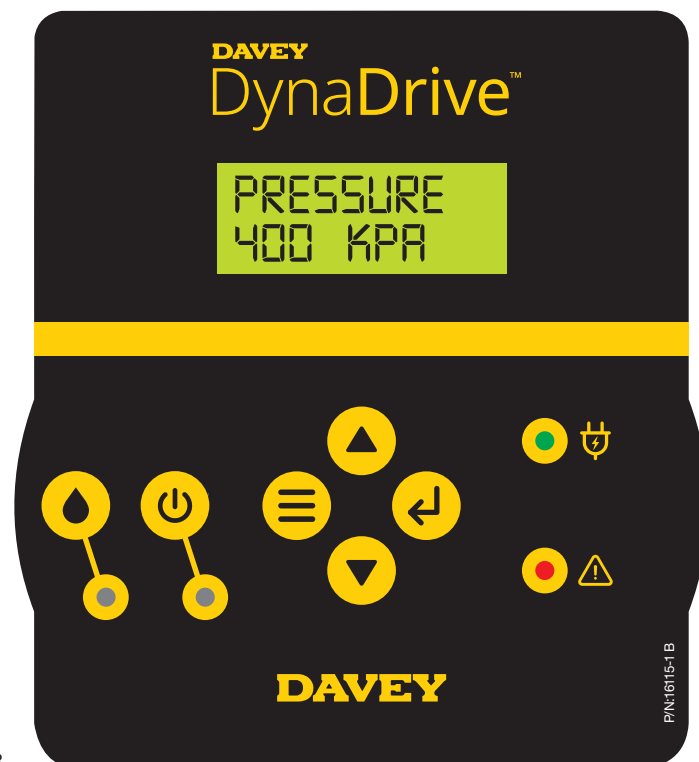 DAVEY
DynaDrive™
PRESSURE
400 KPA
DAVEY
P/N:16115-1 B